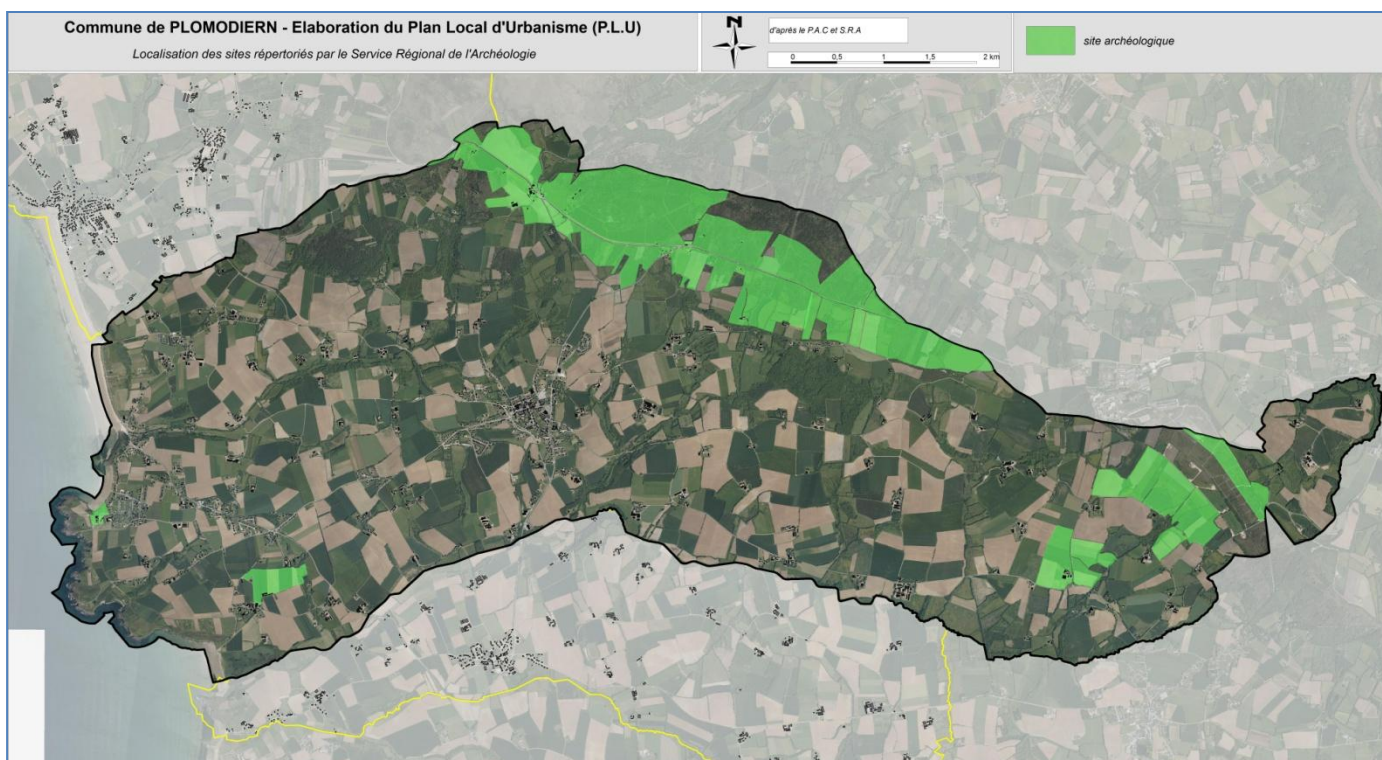 Commune de PLOMODIERN - Elaboration du Plan Local d'Urbanisme (P.L.U)
Localisation des sites répertoriés par le Service Régional de l'Archéologie
N
d'après le P.A.C et S.R.A
0 0,5 1 1,5 2 km
site archéologique